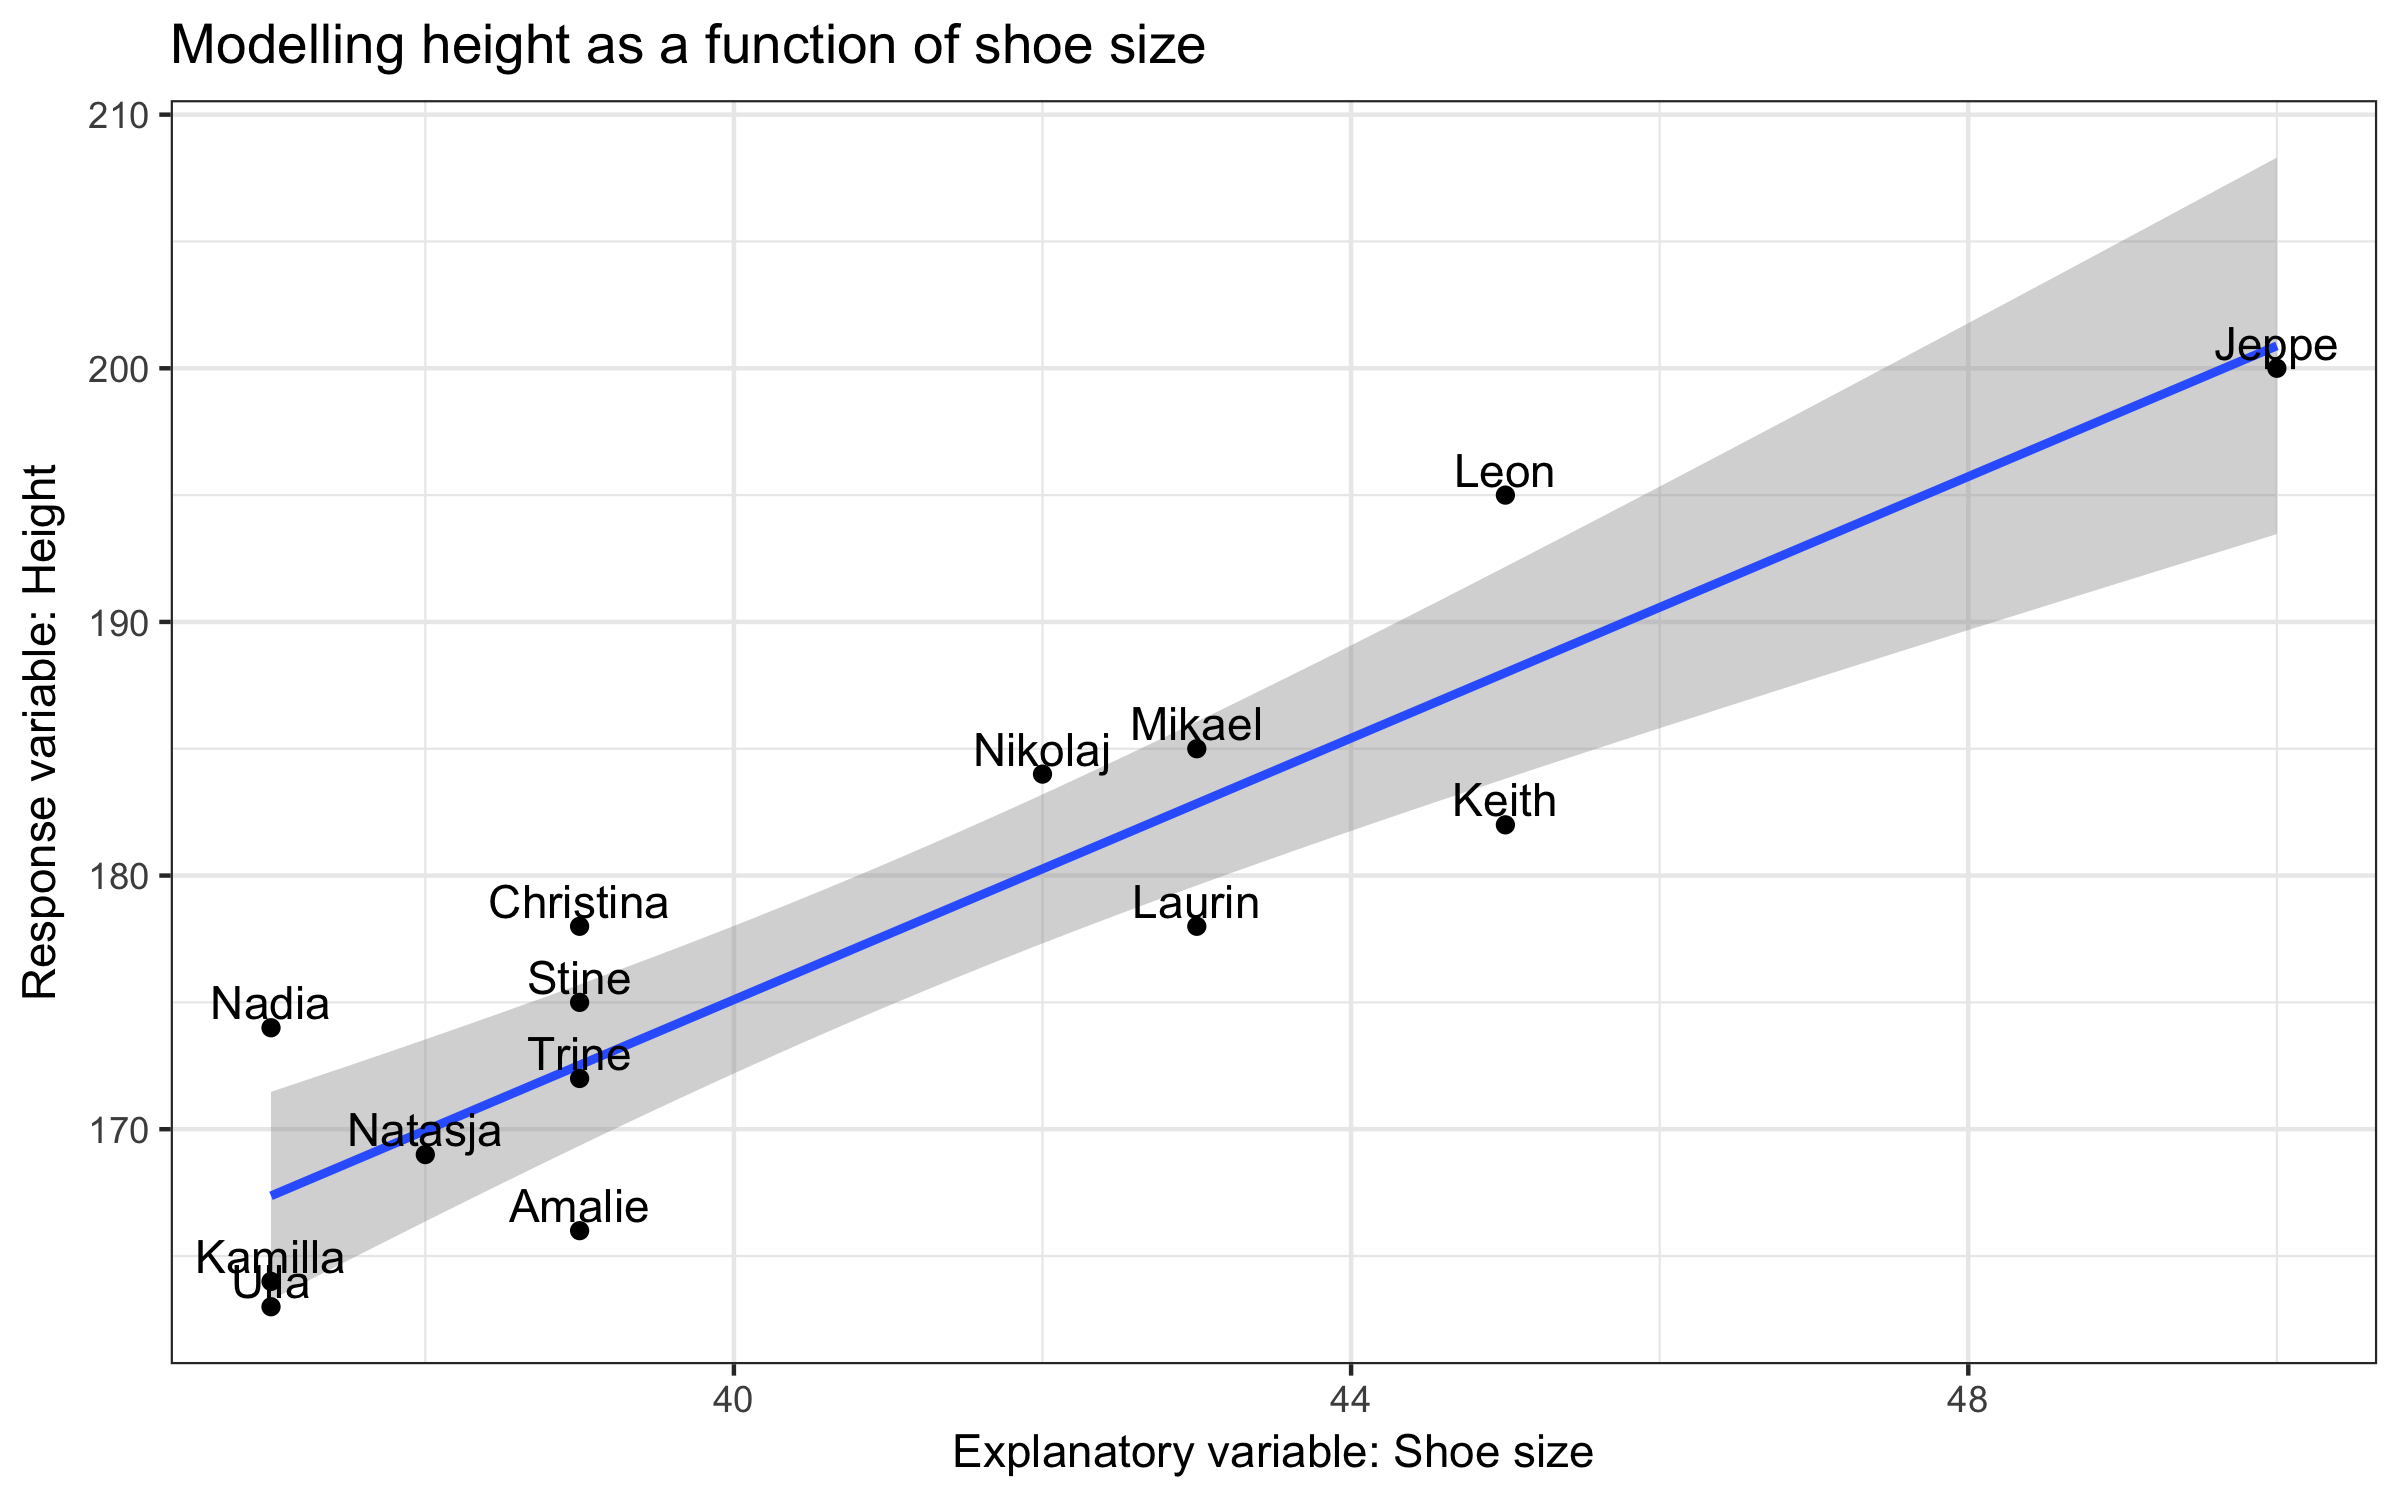 Modelling height as a function of shoe size
210
200
190
180
170
Response variable: Height
Jeppe
Leon
Mikael
Nikolaj
Keith
Christina
Laurin
Stine
Nadia
Trine
Natasja
Amalie
Kamilla
Ulla
40
44
48
Explanatory variable: Shoe size